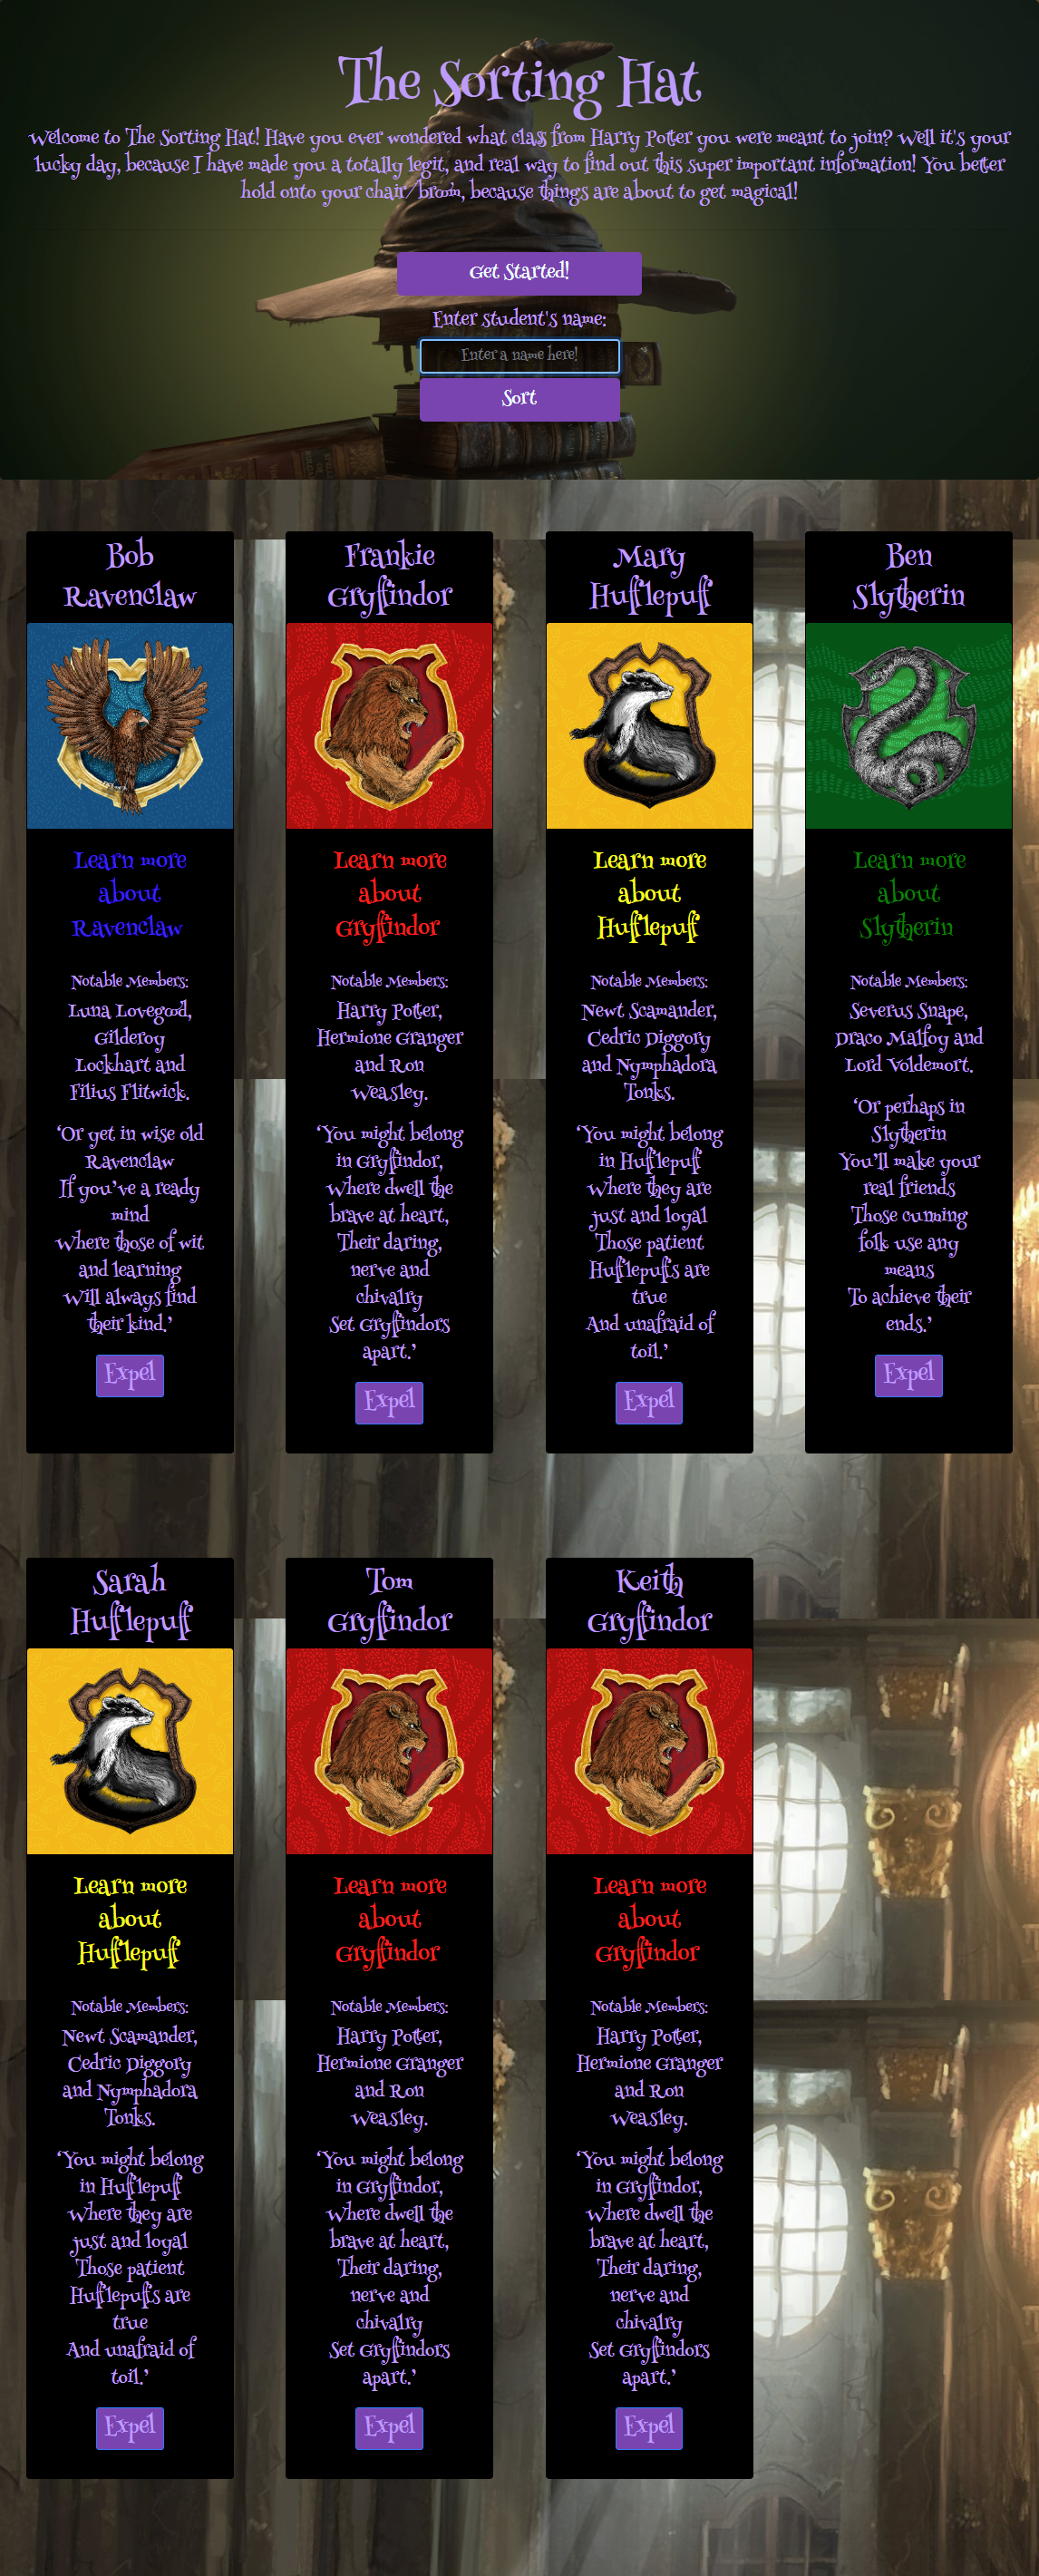 The Sorting Hat
Welcome to The Sorting Hat! Have you ever wondered what class from Harry Potter you were meant to join? Well it's your
lucky day, because I have made you a totally legit, and real way to find out this super important information! You better
hold onto your chair/broom, because things are about to get magical!
Get Started!
Enter student's name:
Enter a name here!
Sort
Bob
Ravenclaw
Learn more
about
Ravenclaw
Notable Members:
Luna Lovegood,
Gilderoy
Lockhart and
Filius Flitwick.
‘Or yet in wise old
Ravenclaw
If you’ve a ready
mind
Where those of wit
and learning
Will always find
their kind.’
Expel
Frankie
Gryffindor
Learn more
about
Gryffindor
Notable Members:
Harry Potter,
Hermione Granger
and Ron
Weasley.
‘You might belong
in Gryffindor,
Where dwell the
brave at heart,
Their daring,
nerve and
chivalry
Set Gryffindors
apart.’
Expel
Mary
Hufflepuff
Learn more
about
Hufflepuff
Notable Members:
Newt Scamander,
Cedric Diggory
and Nymphadora
Tonks.
‘You might belong
in Hufflepuff
Where they are
just and loyal
Those patient
Hufflepuffs are
true
And unafraid of
toil.’
Expel
Ben
Slytherin
Learn more
about
Slytherin
Notable Members:
Severus Snape,
Draco Malfoy and
Lord Voldemort.
‘Or perhaps in
Slytherin
You’ll make your
real friends
Those cunning
folk use any
means
To achieve their
ends.’
Expel
Sarah
Hufflepuff
Learn more
about
Hufflepuff
Notable Members:
Newt Scamander,
Cedric Diggory
and Nymphadora
Tonks.
‘You might belong
in Hufflepuff
Where they are
just and loyal
Those patient
Hufflepuffs are
true
And unafraid of
toil.’
Expel
Tom
Gryffindor
Learn more
about
Gryffindor
Notable Members:
Harry Potter,
Hermione Granger
and Ron
Weasley.
‘You might belong
in Gryffindor,
Where dwell the
brave at heart,
Their daring,
nerve and
chivalry
Set Gryffindors
apart.’
Expel
Keith
Gryffindor
Learn more
about
Gryffindor
Notable Members:
Harry Potter,
Hermione Granger
and Ron
Weasley.
‘You might belong
in Gryffindor,
Where dwell the
brave at heart,
Their daring,
nerve and
chivalry
Set Gryffindors
apart.’
Expel